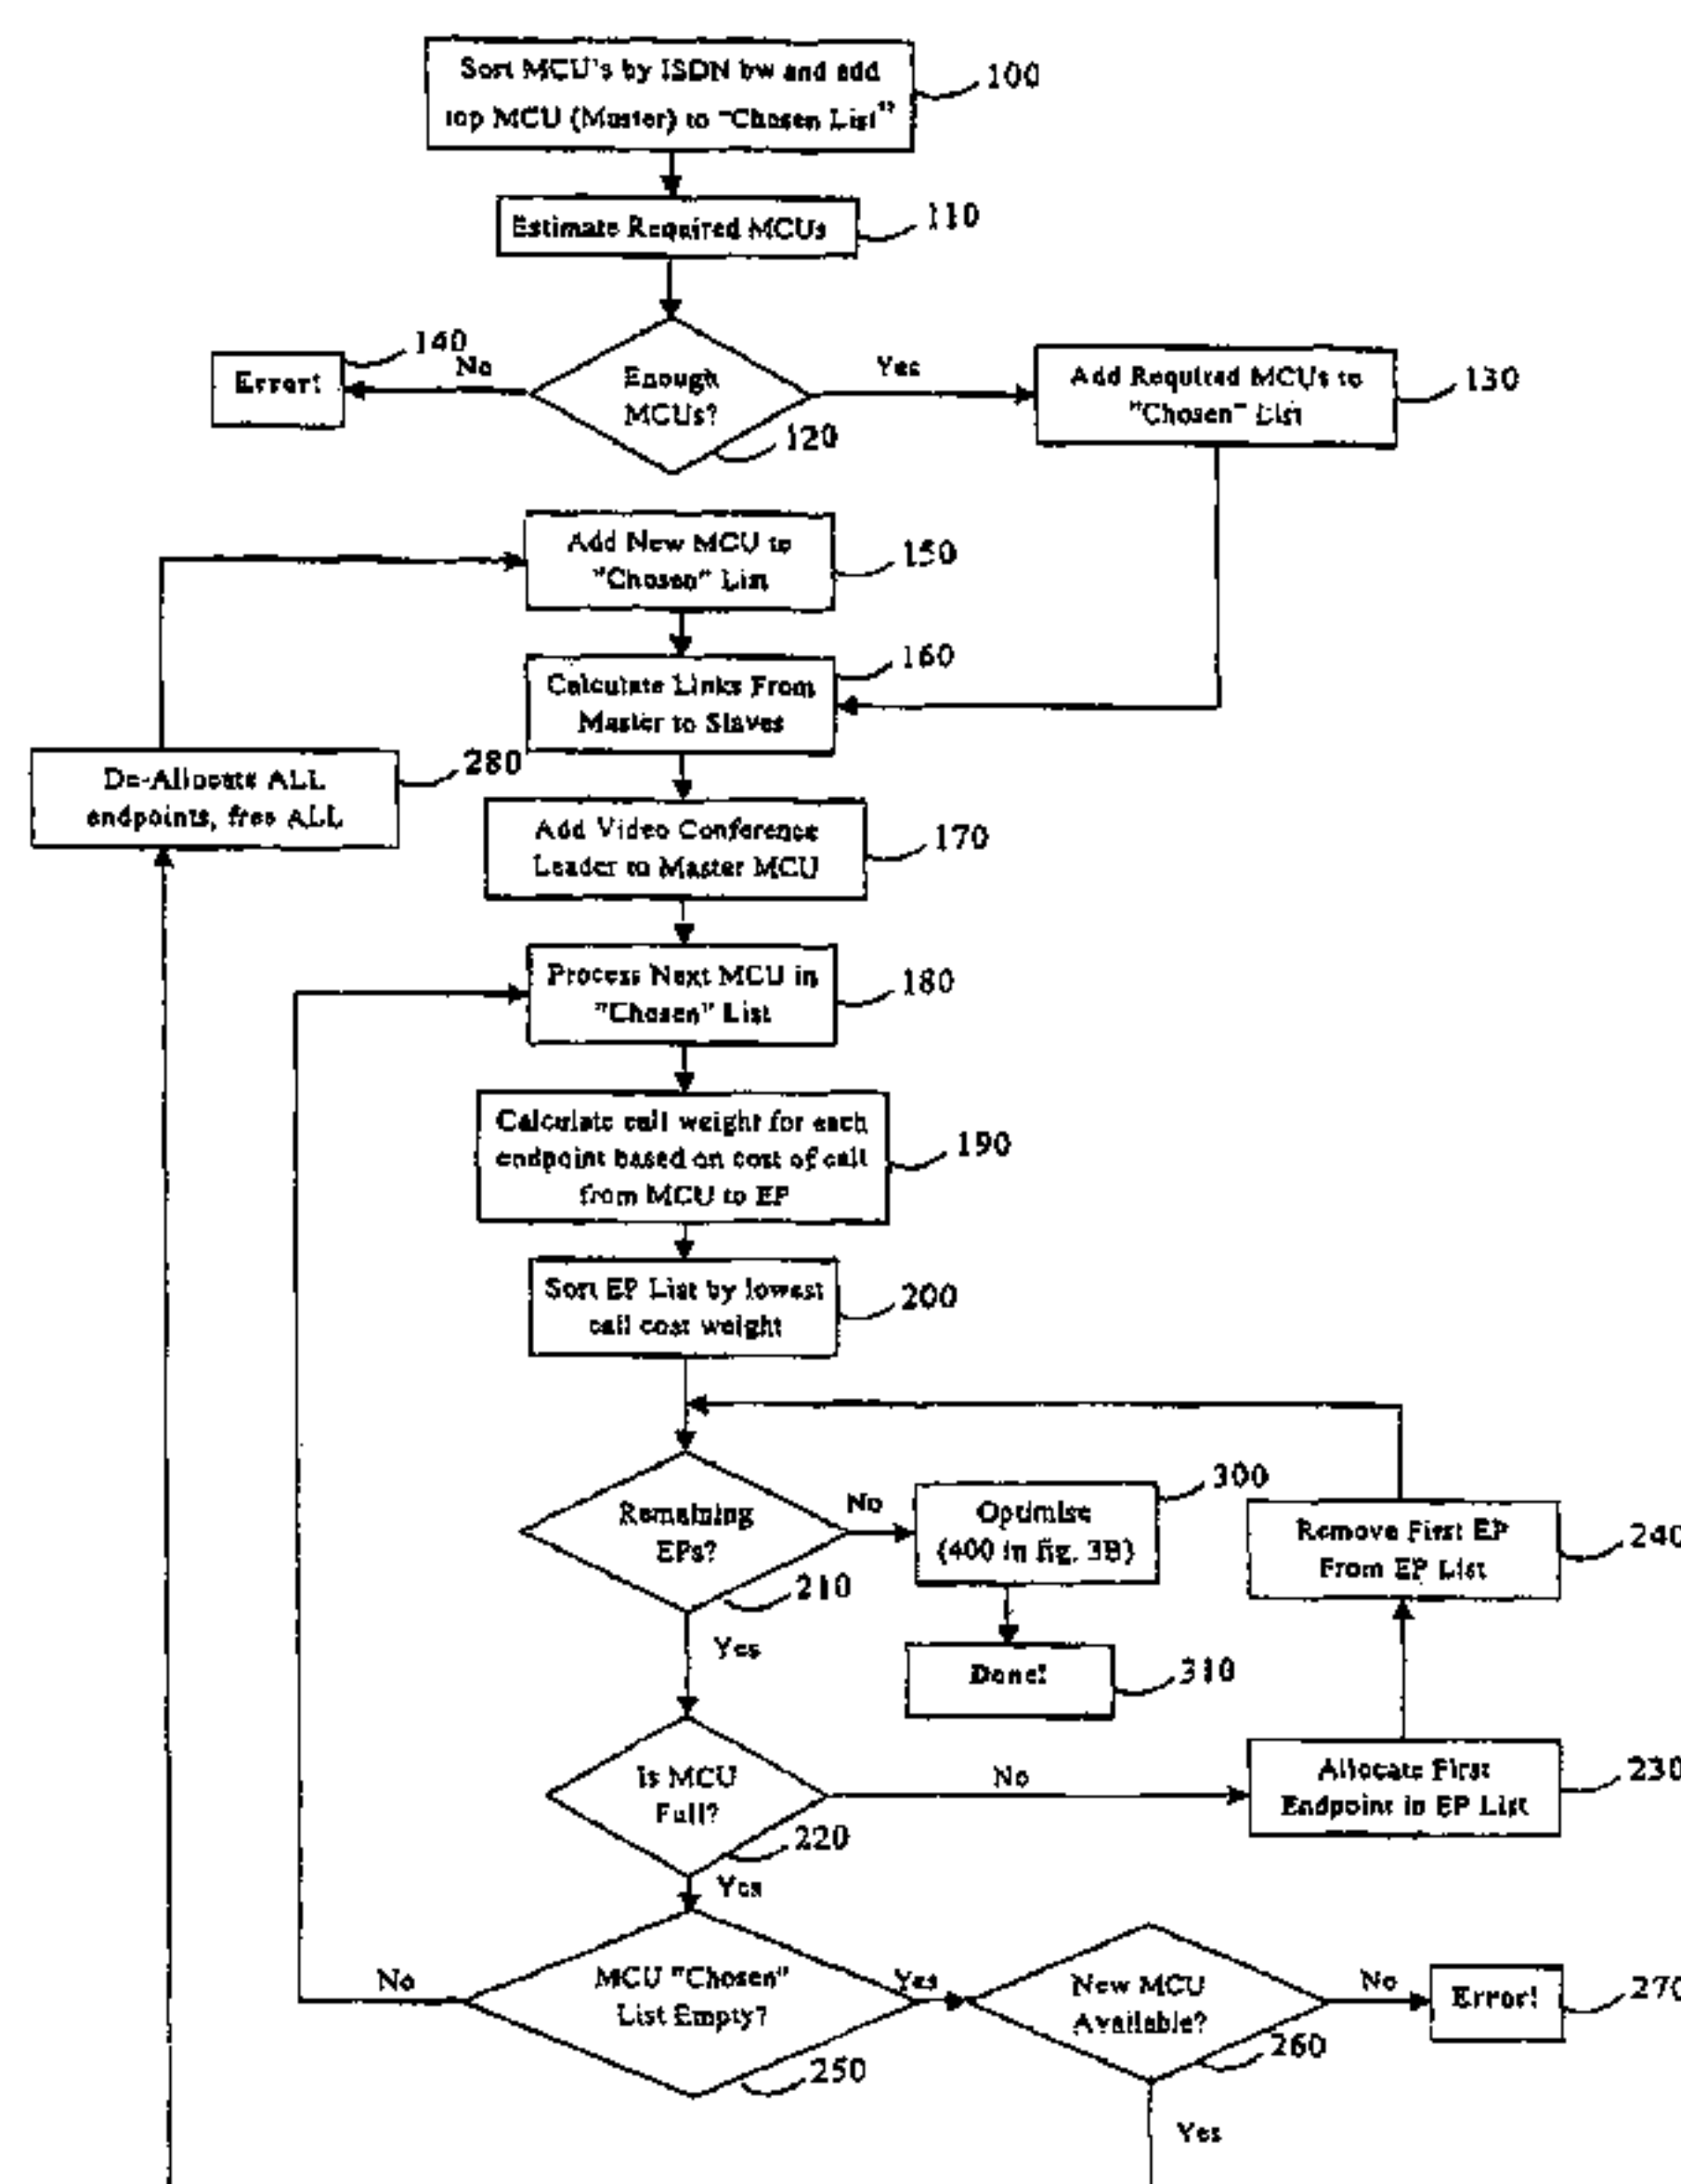 Sort MCU's by ISDN bw and add
top MCU (Master) to "Chosen List"
100
Estimate Required MCUs
110
140
Error!
No
Enough
MCUs?
120
Yes
Add Required MCUs to
"Chosen" List
130
Add New MCU to
"Chosen" List
150
Calculate Links From
Master to Slaves
160
De-Allocate ALL
endpoints, free ALL
280
Add Video Conference
Leader to Master MCU
170
Process Next MCU in
"Chosen" List
180
Calculate call weight for each
endpoint based on cost of call
from MCU to EP
190
Sort EP List by lowest
call cost weight
200
Remaining
EPs?
210
No
Optimise
(400 in fig. 3B)
300
Remove First EP
From EP List
240
Yes
Done!
310
Is MCU
Full?
220
No
Allocate First
Endpoint in EP List
230
Yes
No
MCU "Chosen"
List Empty?
250
Yes
New MCU
Available?
260
No
Error!
270
Yes